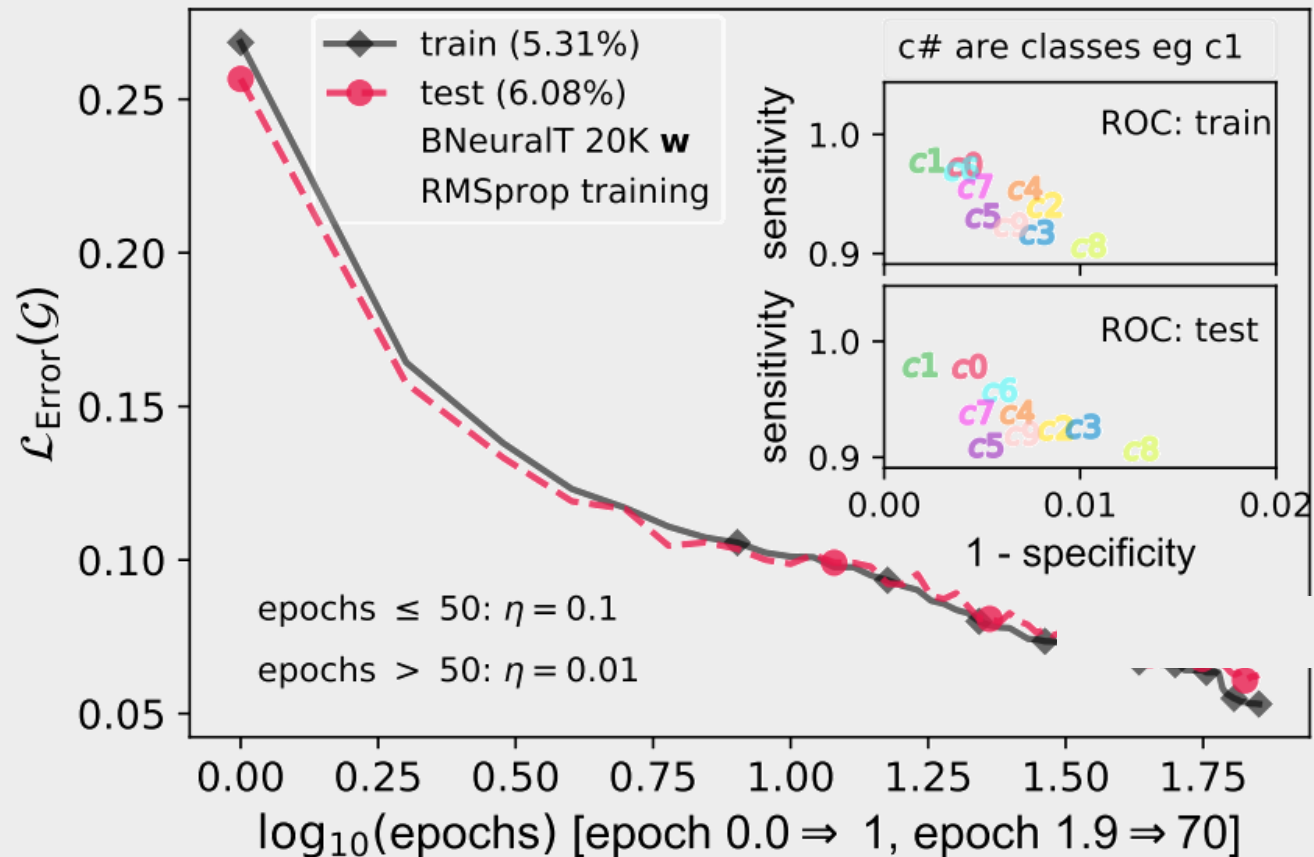 train (5.31%)
test (6.08%)
BNeuralT 20K w
RMSprop training
c# are classes eg c1
ROC: train
sensitivity
1.0
0.9
c1
c0
c6
c7
c4
c2
c5
c9
c3
c8
ROC: test
sensitivity
1.0
0.9
c1
c0
c6
c7
c4
c9
c2
c3
c5
c8
0.00 0.01 0.02
1 - specificity
ℒError(𝒢)
0.25
0.20
0.15
0.10
0.05
epochs ≤ 50: η = 0.1
epochs > 50: η = 0.01
0.00 0.25 0.50 0.75 1.00 1.25 1.50 1.75
log10(epochs) [epoch 0.0⇒ 1, epoch 1.9⇒70]